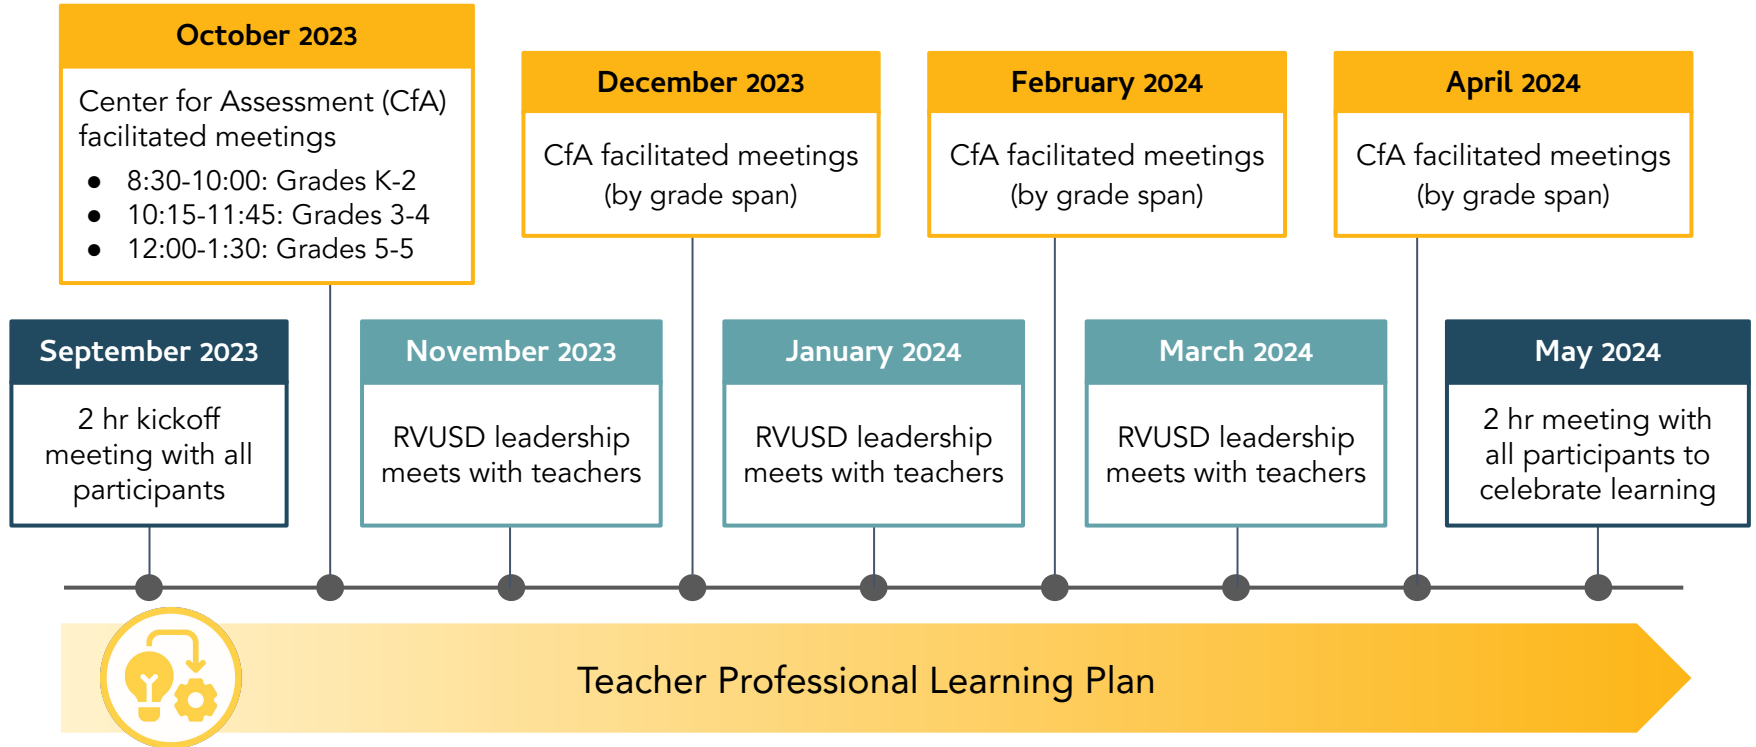 October 2023
Center for Assessment (CfA)
facilitated meetings
● 8:30-10:00: Grades K-2
● 10:15-11:45: Grades 3-4
● 12:00-1:30: Grades 5-5
December 2023
CfA facilitated meetings
(by grade span)
February 2024
CfA facilitated meetings
(by grade span)
April 2024
CfA facilitated meetings
(by grade span)
September 2023
2 hr kickoff
meeting with all
participants
November 2023
RVUSD leadership
meets with teachers
January 2024
RVUSD leadership
meets with teachers
March 2024
RVUSD leadership
meets with teachers
May 2024
2 hr meeting with
all participants to
celebrate learning
Teacher Professional Learning Plan